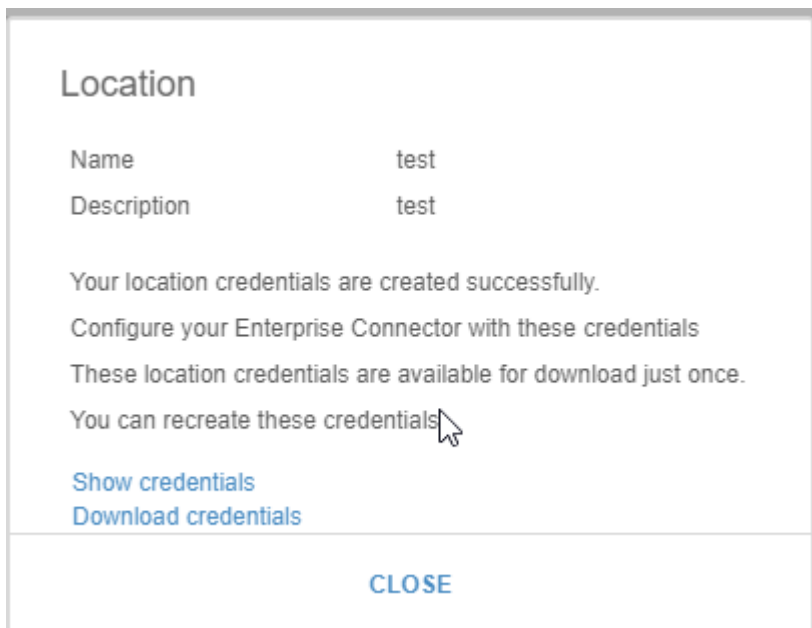 Location
Name test
Description test
Your location credentials are created successfully.
Configure your Enterprise Connector with these credentials
These location credentials are available for download just once.
You can recreate these credentials
Show credentials
Download credentials
CLOSE